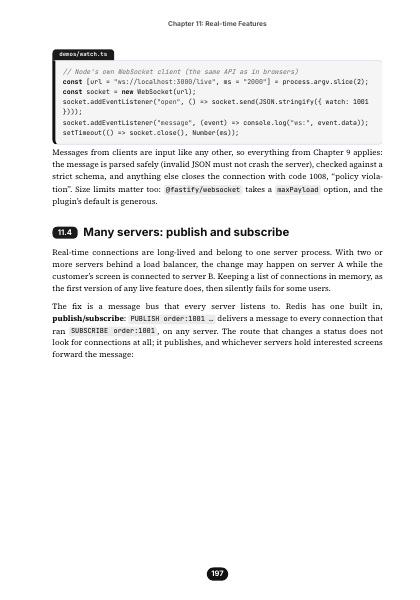 Chapter 11: Real-time Features
demos/watch.ts
// Node's own WebSocket client (the same API as in browsers)
const [url = "ws://localhost:3000/live", ms = "2000"] = process.argv.slice(2);
const socket = new WebSocket(url);
socket.addEventListener("open", () => socket.send(JSON.stringify({ watch: 1001
})));
socket.addEventListener("message", (event) => console.log("ws:", event.data));
setTimeout(() => socket.close(), Number(ms));
Messages from clients are input like any other, so everything from Chapter 9 applies:
the message is parsed safely (invalid JSON must not crash the server), checked against a
strict schema, and anything else closes the connection with code 1008, “policy viola-
tion”. Size limits matter too: @fastify/websocket takes a maxPayload option, and the
plugin’s default is generous.
11.4 Many servers: publish and subscribe
Real-time connections are long-lived and belong to one server process. With two or
more servers behind a load balancer, the change may happen on server A while the
customer’s screen is connected to server B. Keeping a list of connections in memory, as
the first version of any live feature does, then silently fails for some users.
The fix is a message bus that every server listens to. Redis has one built in,
publish/subscribe: PUBLISH order:1001 … delivers a message to every connection that
ran SUBSCRIBE order:1001, on any server. The route that changes a status does not
look for connections at all; it publishes, and whichever servers hold interested screens
forward the message:
197